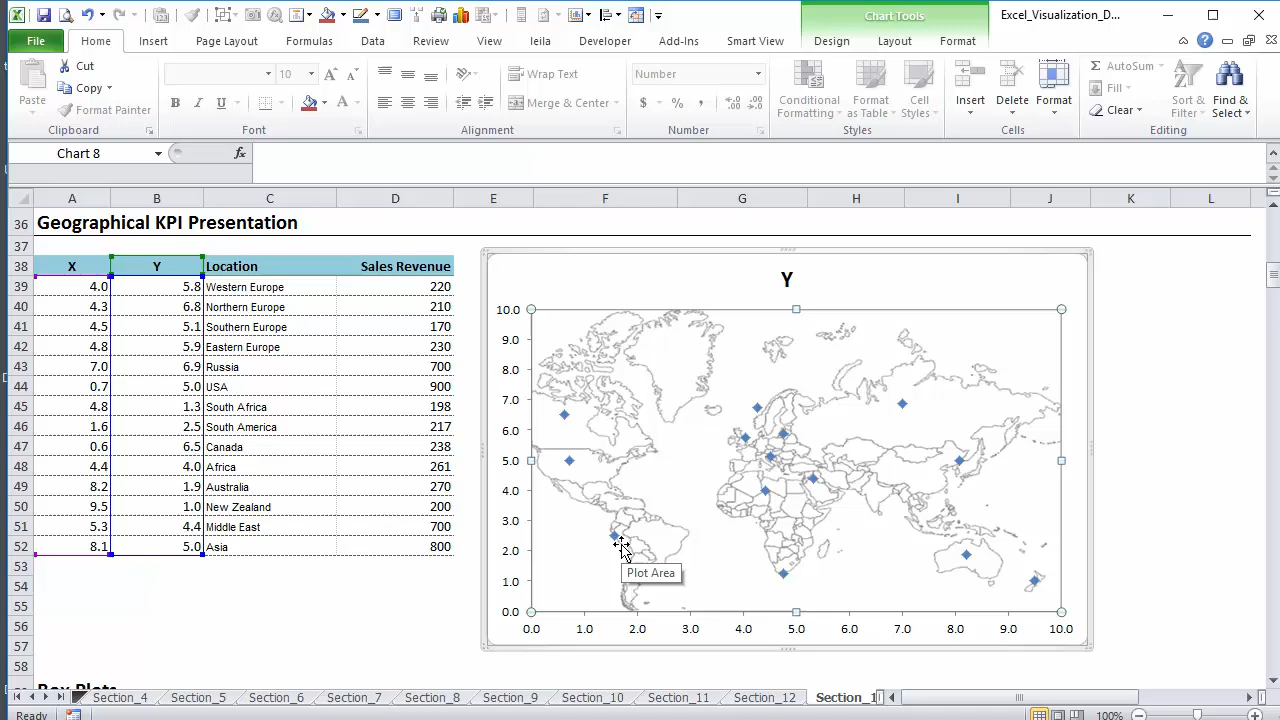 Chart Tools
Excel_Visualization_D...
File Home Insert Page Layout Formulas Data Review View leila Developer Add-Ins Smart View Design Layout Format
Paste
Cut
Copy
Format Painter
Clipboard
10
B I U
Font
Wrap Text
Merge & Center
Alignment
Number
$ % ,
Number
Conditional Formatting
Format as Table
Cell Styles
Styles
Insert Delete Format
Cells
Σ AutoSum
Fill
Clear
Sort & Filter
Find & Select
Editing
Chart 8
fx
A B C D E F G H I J K L
36 Geographical KPI Presentation
37
38 X Y Location Sales Revenue
39 4.0 5.8 Western Europe 220
40 4.3 6.8 Northern Europe 210
41 4.5 5.1 Southern Europe 170
42 4.8 5.9 Eastern Europe 230
43 7.0 6.9 Russia 700
44 0.7 5.0 USA 900
45 4.8 1.3 South Africa 198
46 1.6 2.5 South America 217
47 0.6 6.5 Canada 238
48 4.4 4.0 Africa 261
49 8.2 1.9 Australia 270
50 9.5 1.0 New Zealand 200
51 5.3 4.4 Middle East 700
52 8.1 5.0 Asia 800
53
54
55
56
57
58
Y
10.0
9.0
8.0
7.0
6.0
5.0
4.0
3.0
2.0
1.0
0.0
0.0 1.0 2.0 3.0 4.0 5.0 6.0 7.0 8.0 9.0 10.0
Plot Area
Box Plots
Section_4 Section_5 Section_6 Section_7 Section_8 Section_9 Section_10 Section_11 Section_12 Section_1
Ready
100%